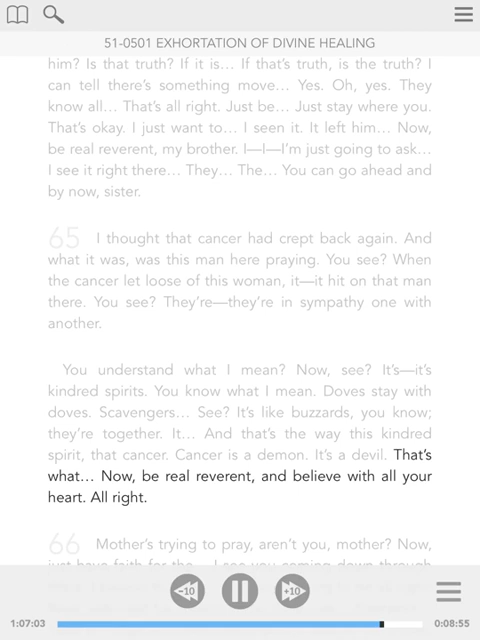 51-0501 EXHORTATION OF DIVINE HEALING
him? Is that truth? If it is… If that's truth, is the truth? I
can tell there's something move… Yes. Oh, yes. They
know all… That's all right. Just be… Just stay where you.
That's okay. I just want to… I seen it. It left him… Now,
be real reverent, my brother. I—I—I'm just going to ask…
I see it right there… They… The… You can go ahead and
by now, sister.
65 I thought that cancer had crept back again. And
what it was, was this man here praying. You see? When
the cancer let loose of this woman, it—it hit on that man
there. You see? They're—they're in sympathy one with
another.
You understand what I mean? Now, see? It's—it's
kindred spirits. You know what I mean. Doves stay with
doves. Scavengers… See? It's like buzzards, you know;
they're together. It… And that's the way this kindred
spirit, that cancer. Cancer is a demon. It's a devil. That's
what… Now, be real reverent, and believe with all your
heart. All right.
66 Mother's trying to pray, aren't you, mother? Now,
just have faith for the… I see you coming down through
-10
+10
1:07:03
0:08:55